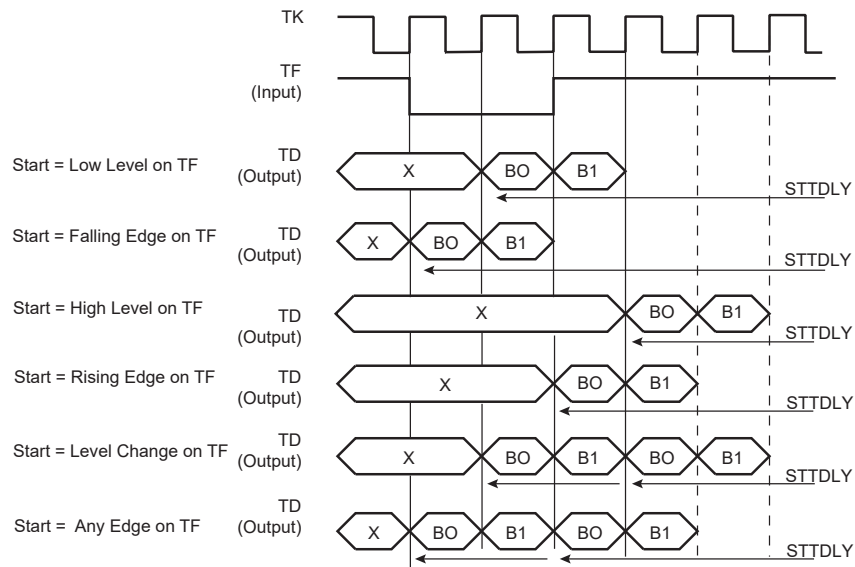 TK
TF
(Input)
Start = Low Level on TF
TD
(Output)
X
BO
B1
STTDLY
Start = Falling Edge on TF
TD
(Output)
X
BO
B1
STTDLY
Start = High Level on TF
TD
(Output)
X
BO
B1
STTDLY
Start = Rising Edge on TF
TD
(Output)
X
BO
B1
STTDLY
Start = Level Change on TF
TD
(Output)
X
BO
B1
BO
B1
STTDLY
Start = Any Edge on TF
TD
(Output)
X
BO
B1
BO
B1
STTDLY